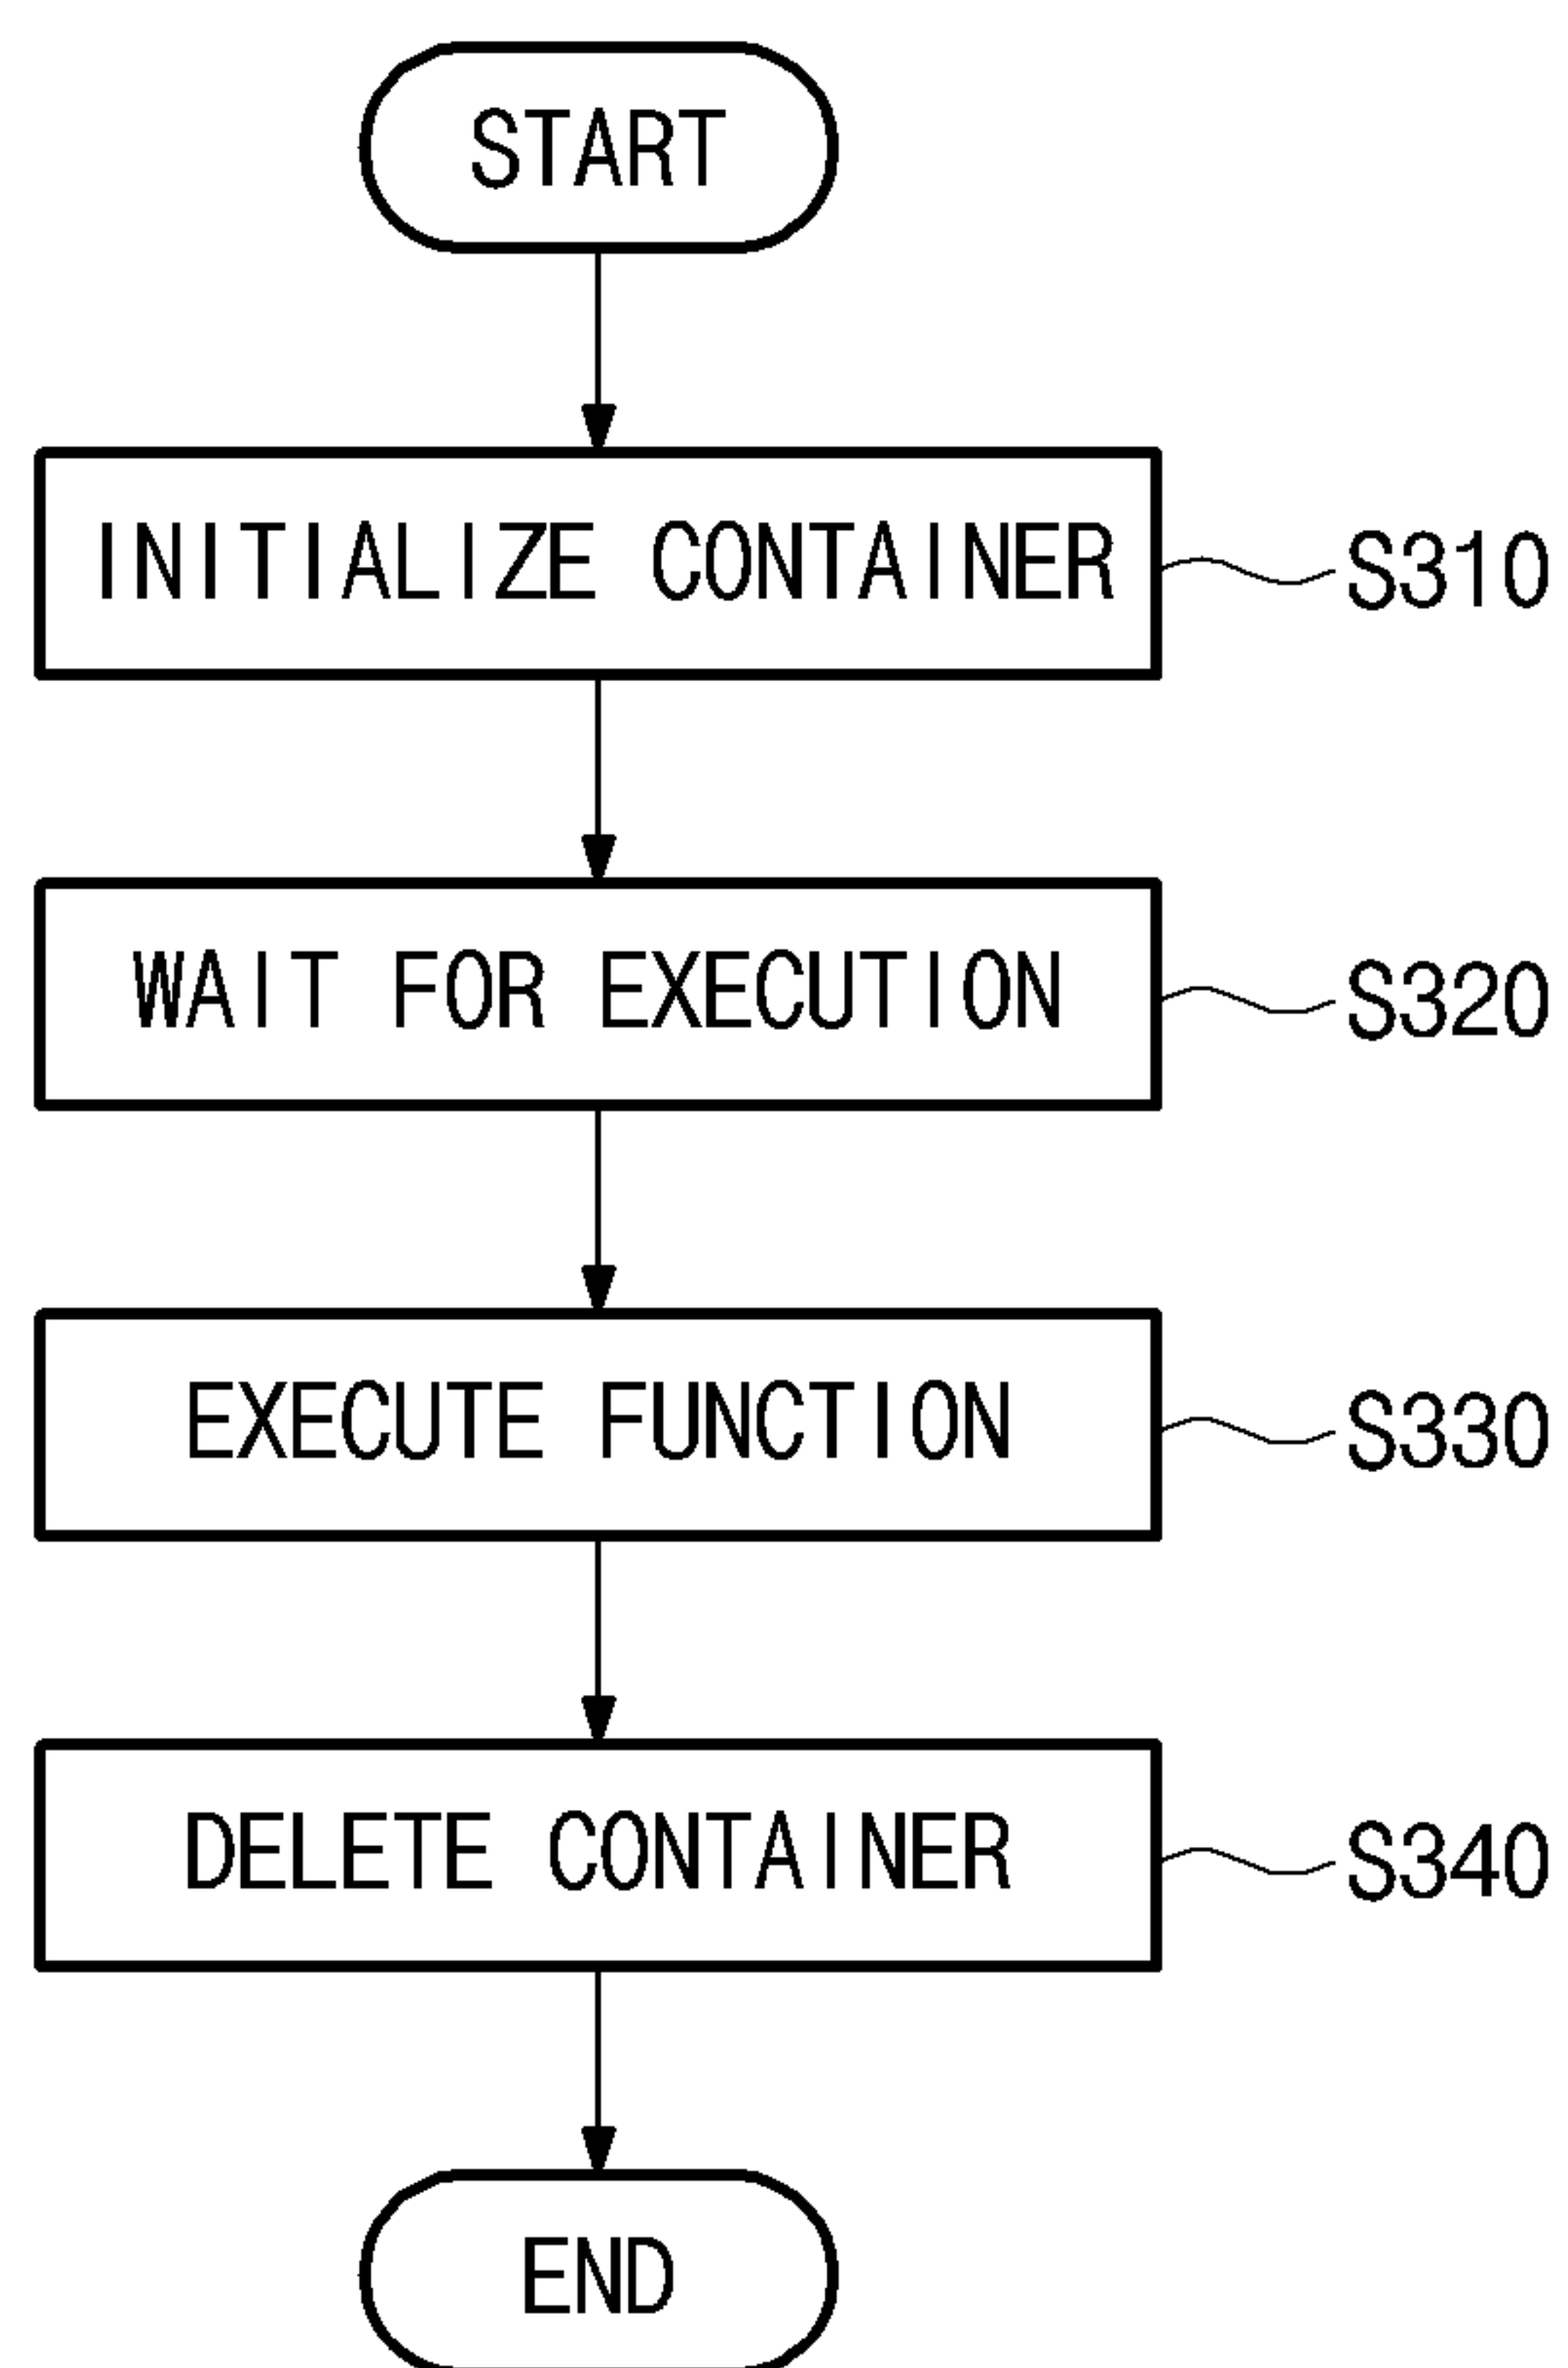 START
INITIALIZE CONTAINER
S310
WAIT FOR EXECUTION
S320
EXECUTE FUNCTION
S330
DELETE CONTAINER
S340
END